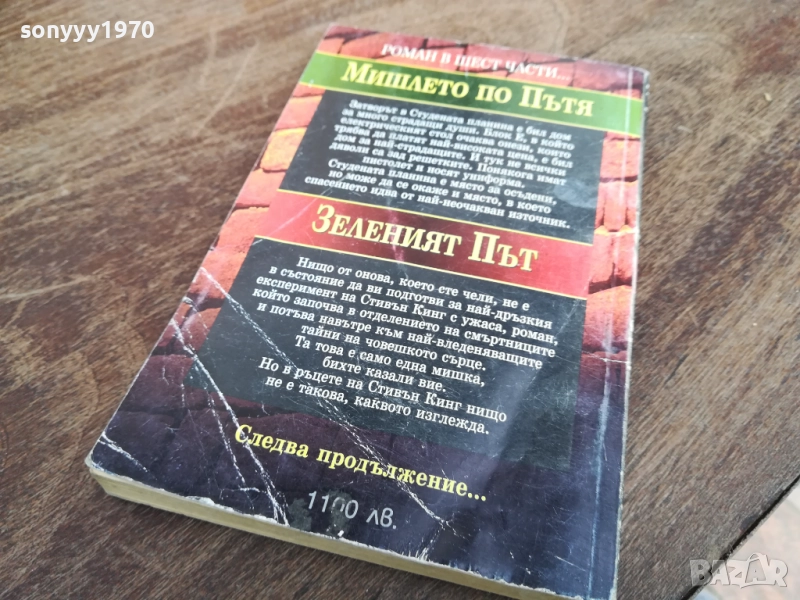 sonyyy1970
РОМАН В ШЕСТ ЧАСТИ...
МИШЛЕТО ПО ПЪТЯ
Затворът в Студената планина е бил дом
за много страдащи души. Блок Е, в който
електрическият стол очаква онези, които
трябва да платят най-високата цена, е бил
дом за най-страдащите. И тук не всички
дяволи са зад решетките. Понякога имат
пистолет и носят униформа.
Студената планина е място за осъдени,
но може да се окаже и място, в което
спасението идва от най-неочакван източник.
ЗЕЛЕНИЯТ ПЪТ
Нищо от онова, което сте чели, не е
в състояние да ви подготви за най-дръзкия
експеримент на Стивън Кинг с ужаса, роман,
който започва в отделението на смъртниците
и потъва навътре към най-вледеняващите
тайни на човешкото сърце.
Та това е само една мишка,
бихте казали вие.
Но в ръцете на Стивън Кинг нищо
не е такова, каквото изглежда.
Следва продължение...
1100 лв.
BAZAR